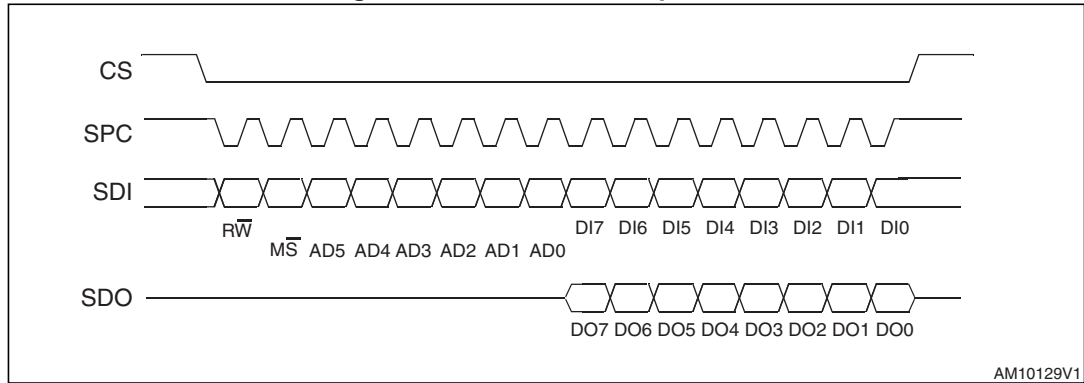 CS
SPC
SDI
RW̅
MS̅ AD5 AD4 AD3 AD2 AD1 AD0
DI7 DI6 DI5 DI4 DI3 DI2 DI1 DI0
SDO
DO7 DO6 DO5 DO4 DO3 DO2 DO1 DO0
AM10129V1